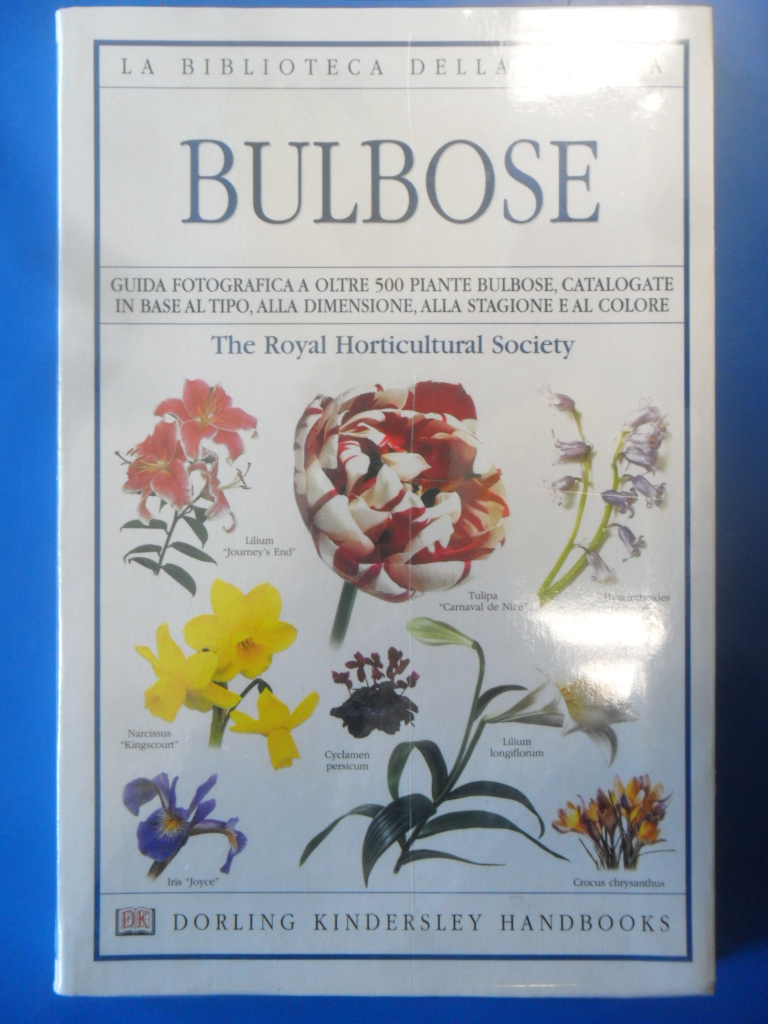 LA BIBLIOTECA DELLA
BULBOSE
GUIDA FOTOGRAFICA A OLTRE 500 PIANTE BULBOSE, CATALOGATE
IN BASE AL TIPO, ALLA DIMENSIONE, ALLA STAGIONE E AL COLORE
The Royal Horticultural Society
Lilium
"Journey's End"
Tulipa
"Carnaval de Nice"
Hyacinthoides
Narcissus
"Kingscourt"
Cyclamen
persicum
Lilium
longiflorum
Iris "Joyce"
Crocus chrysanthus
DK DORLING KINDERSLEY HANDBOOKS